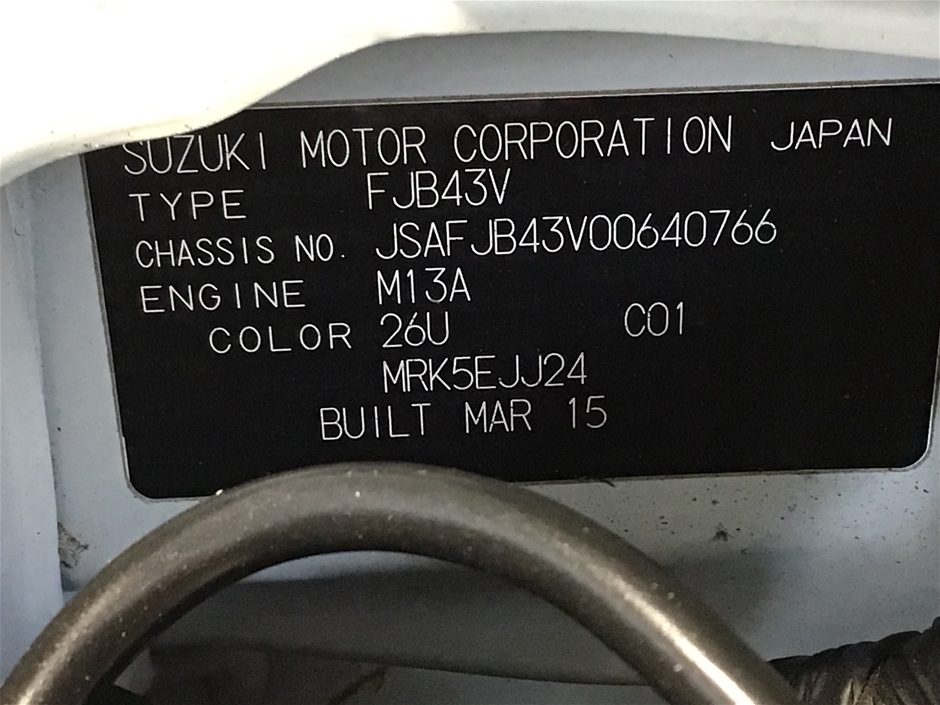 SUZUKI MOTOR CORPORATION JAPAN
TYPE FJB43V
CHASSIS NO. JSAFJB43V00640766
ENGINE M13A
COLOR 26U C01
MRK5EJJ24
BUILT MAR 15